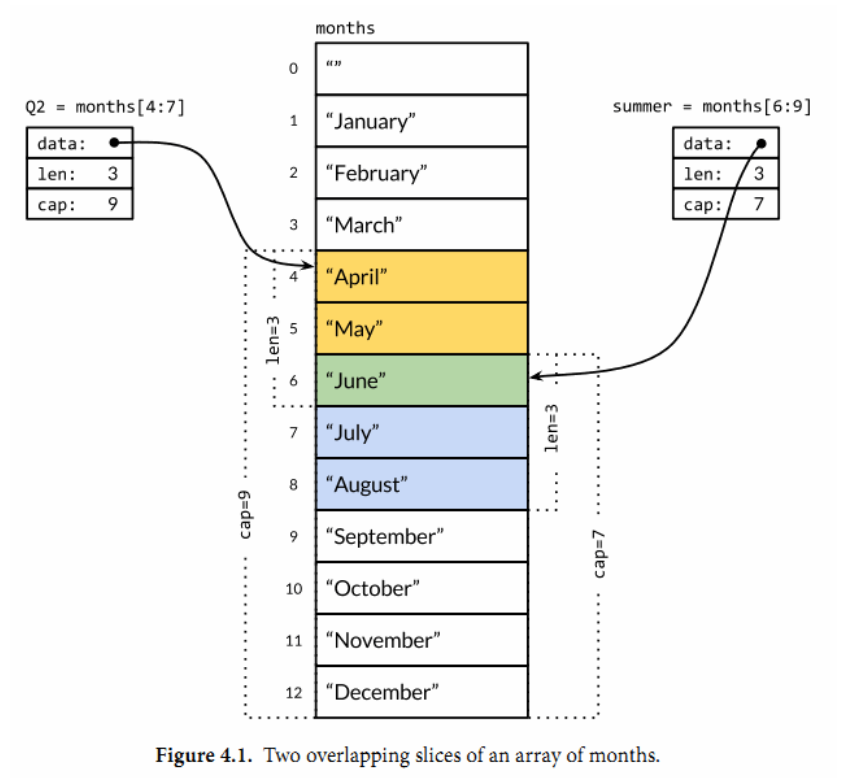 months
0 “”
Q2 = months[4:7]
data:
len: 3
cap: 9
summer = months[6:9]
data:
len: 3
cap: 7
1 “January”
2 “February”
3 “March”
4 “April”
5 “May”
6 “June”
7 “July”
8 “August”
9 “September”
10 “October”
11 “November”
12 “December”
len=3
cap=9
len=3
cap=7
Figure 4.1. Two overlapping slices of an array of months.